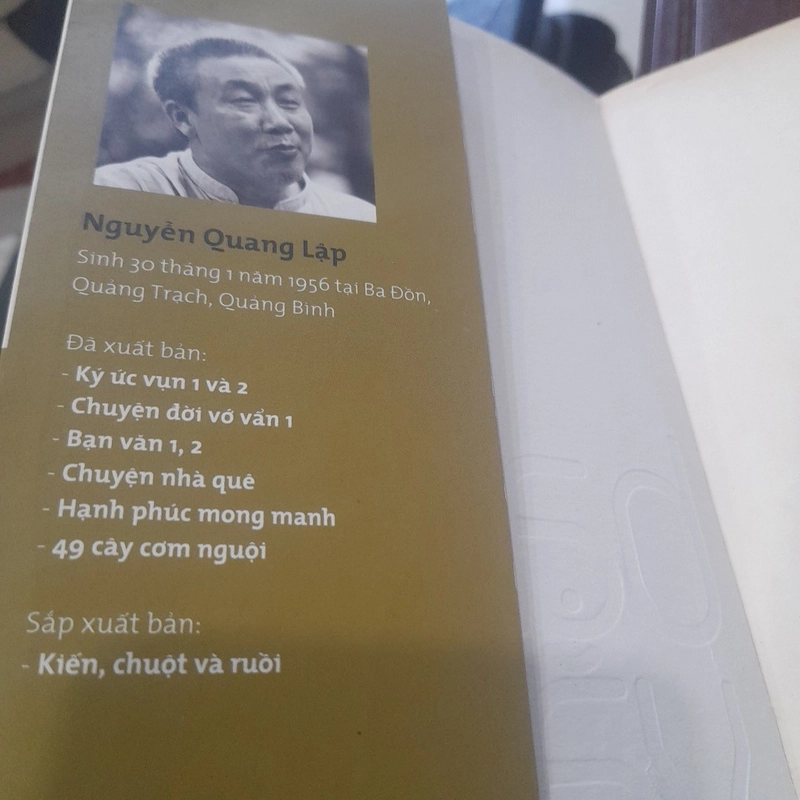 Nguyễn Quang Lập
Sinh 30 tháng 1 năm 1956 tại Ba Đồn,
Quảng Trạch, Quảng Bình
Đã xuất bản:
- Ký ức vụn 1 và 2
- Chuyện đời vớ vẩn 1
- Bạn văn 1, 2
- Chuyện nhà quê
- Hạnh phúc mong manh
- 49 cây cơm nguội
Sắp xuất bản:
- Kiến, chuột và ruồi